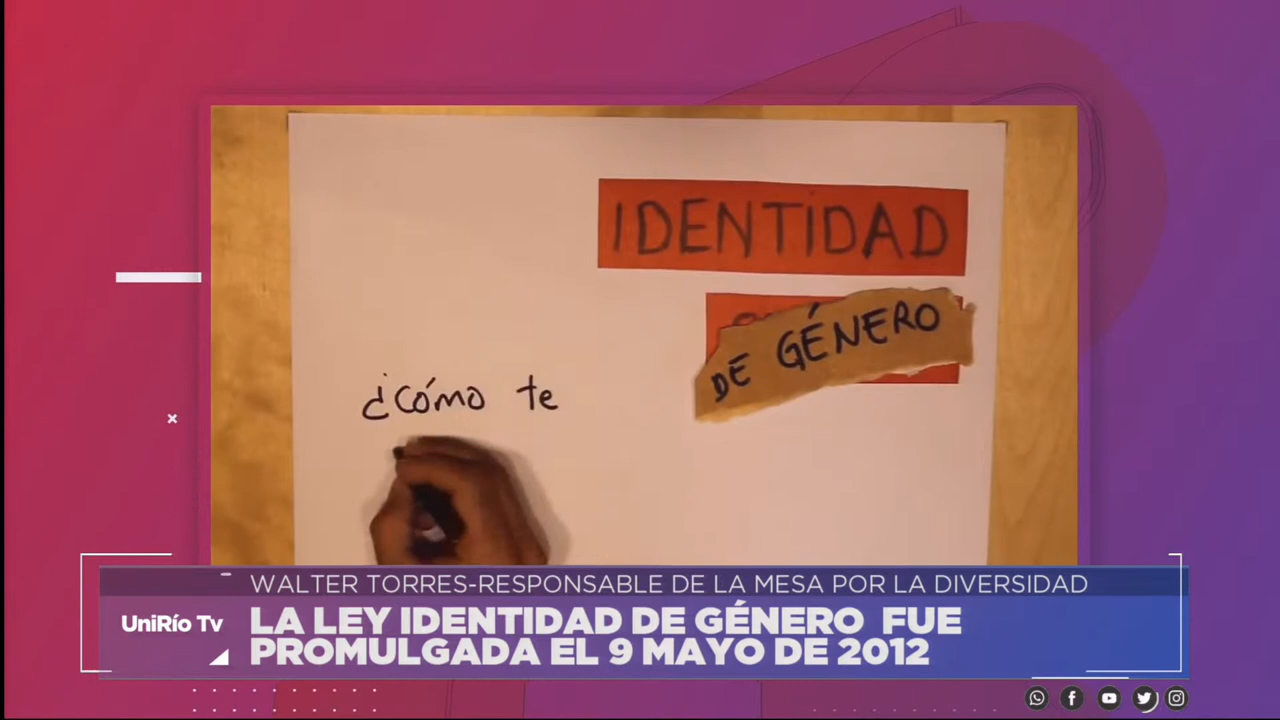 IDENTIDAD
DE GÉNERO
¿Cómo te
WALTER TORRES-RESPONSABLE DE LA MESA POR LA DIVERSIDAD
UniRío Tv
LA LEY IDENTIDAD DE GÉNERO FUE
PROMULGADA EL 9 MAYO DE 2012